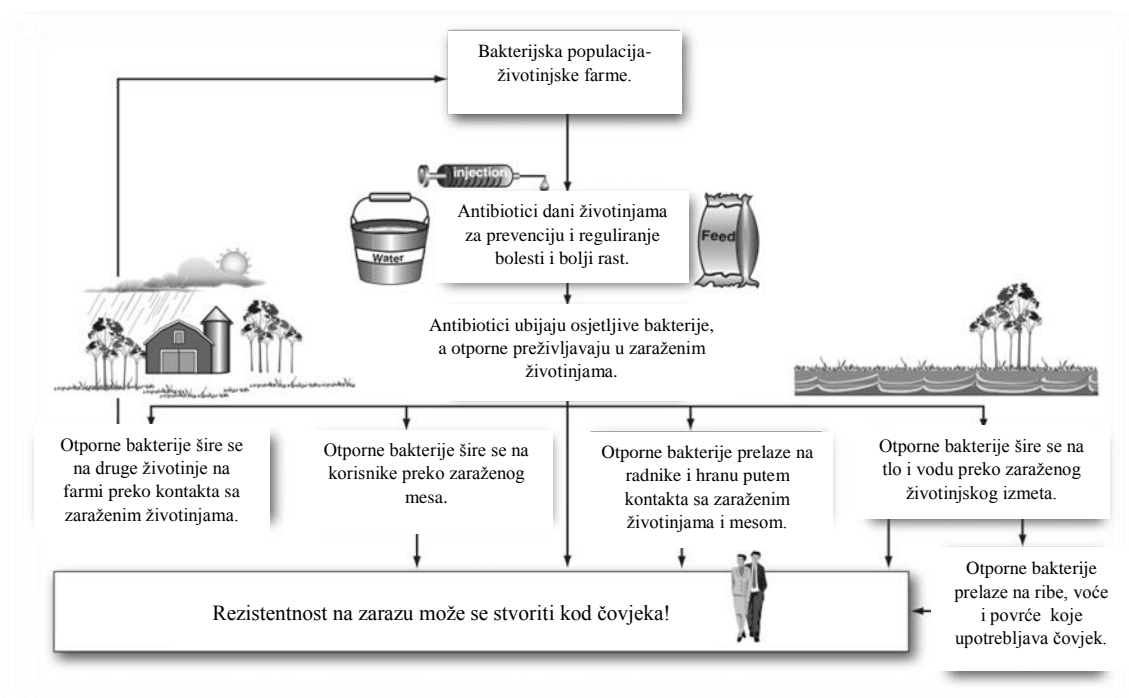 Bakterijska populacija-
životinjske farme.
injection
Antibiotici dani životinjama
za prevenciju i reguliranje
bolesti i bolji rast.
Water
Feed
Antibiotici ubijaju osjetljive bakterije,
a otporne preživljavaju u zaraženim
životinjama.
Otporne bakterije šire se
na druge životinje na
farmi preko kontakta sa
zaraženim životinjama.
Otporne bakterije šire se na
korisnike preko zaraženog
mesa.
Otporne bakterije prelaze na
radnike i hranu putem
kontakta sa zaraženim
životinjama i mesom.
Otporne bakterije šire se na
tlo i vodu preko zaraženog
životinjskog izmeta.
Otporne bakterije
prelaze na ribe, voće
i povrće koje
upotrebljava čovjek.
Rezistentnost na zarazu može se stvoriti kod čovjeka!